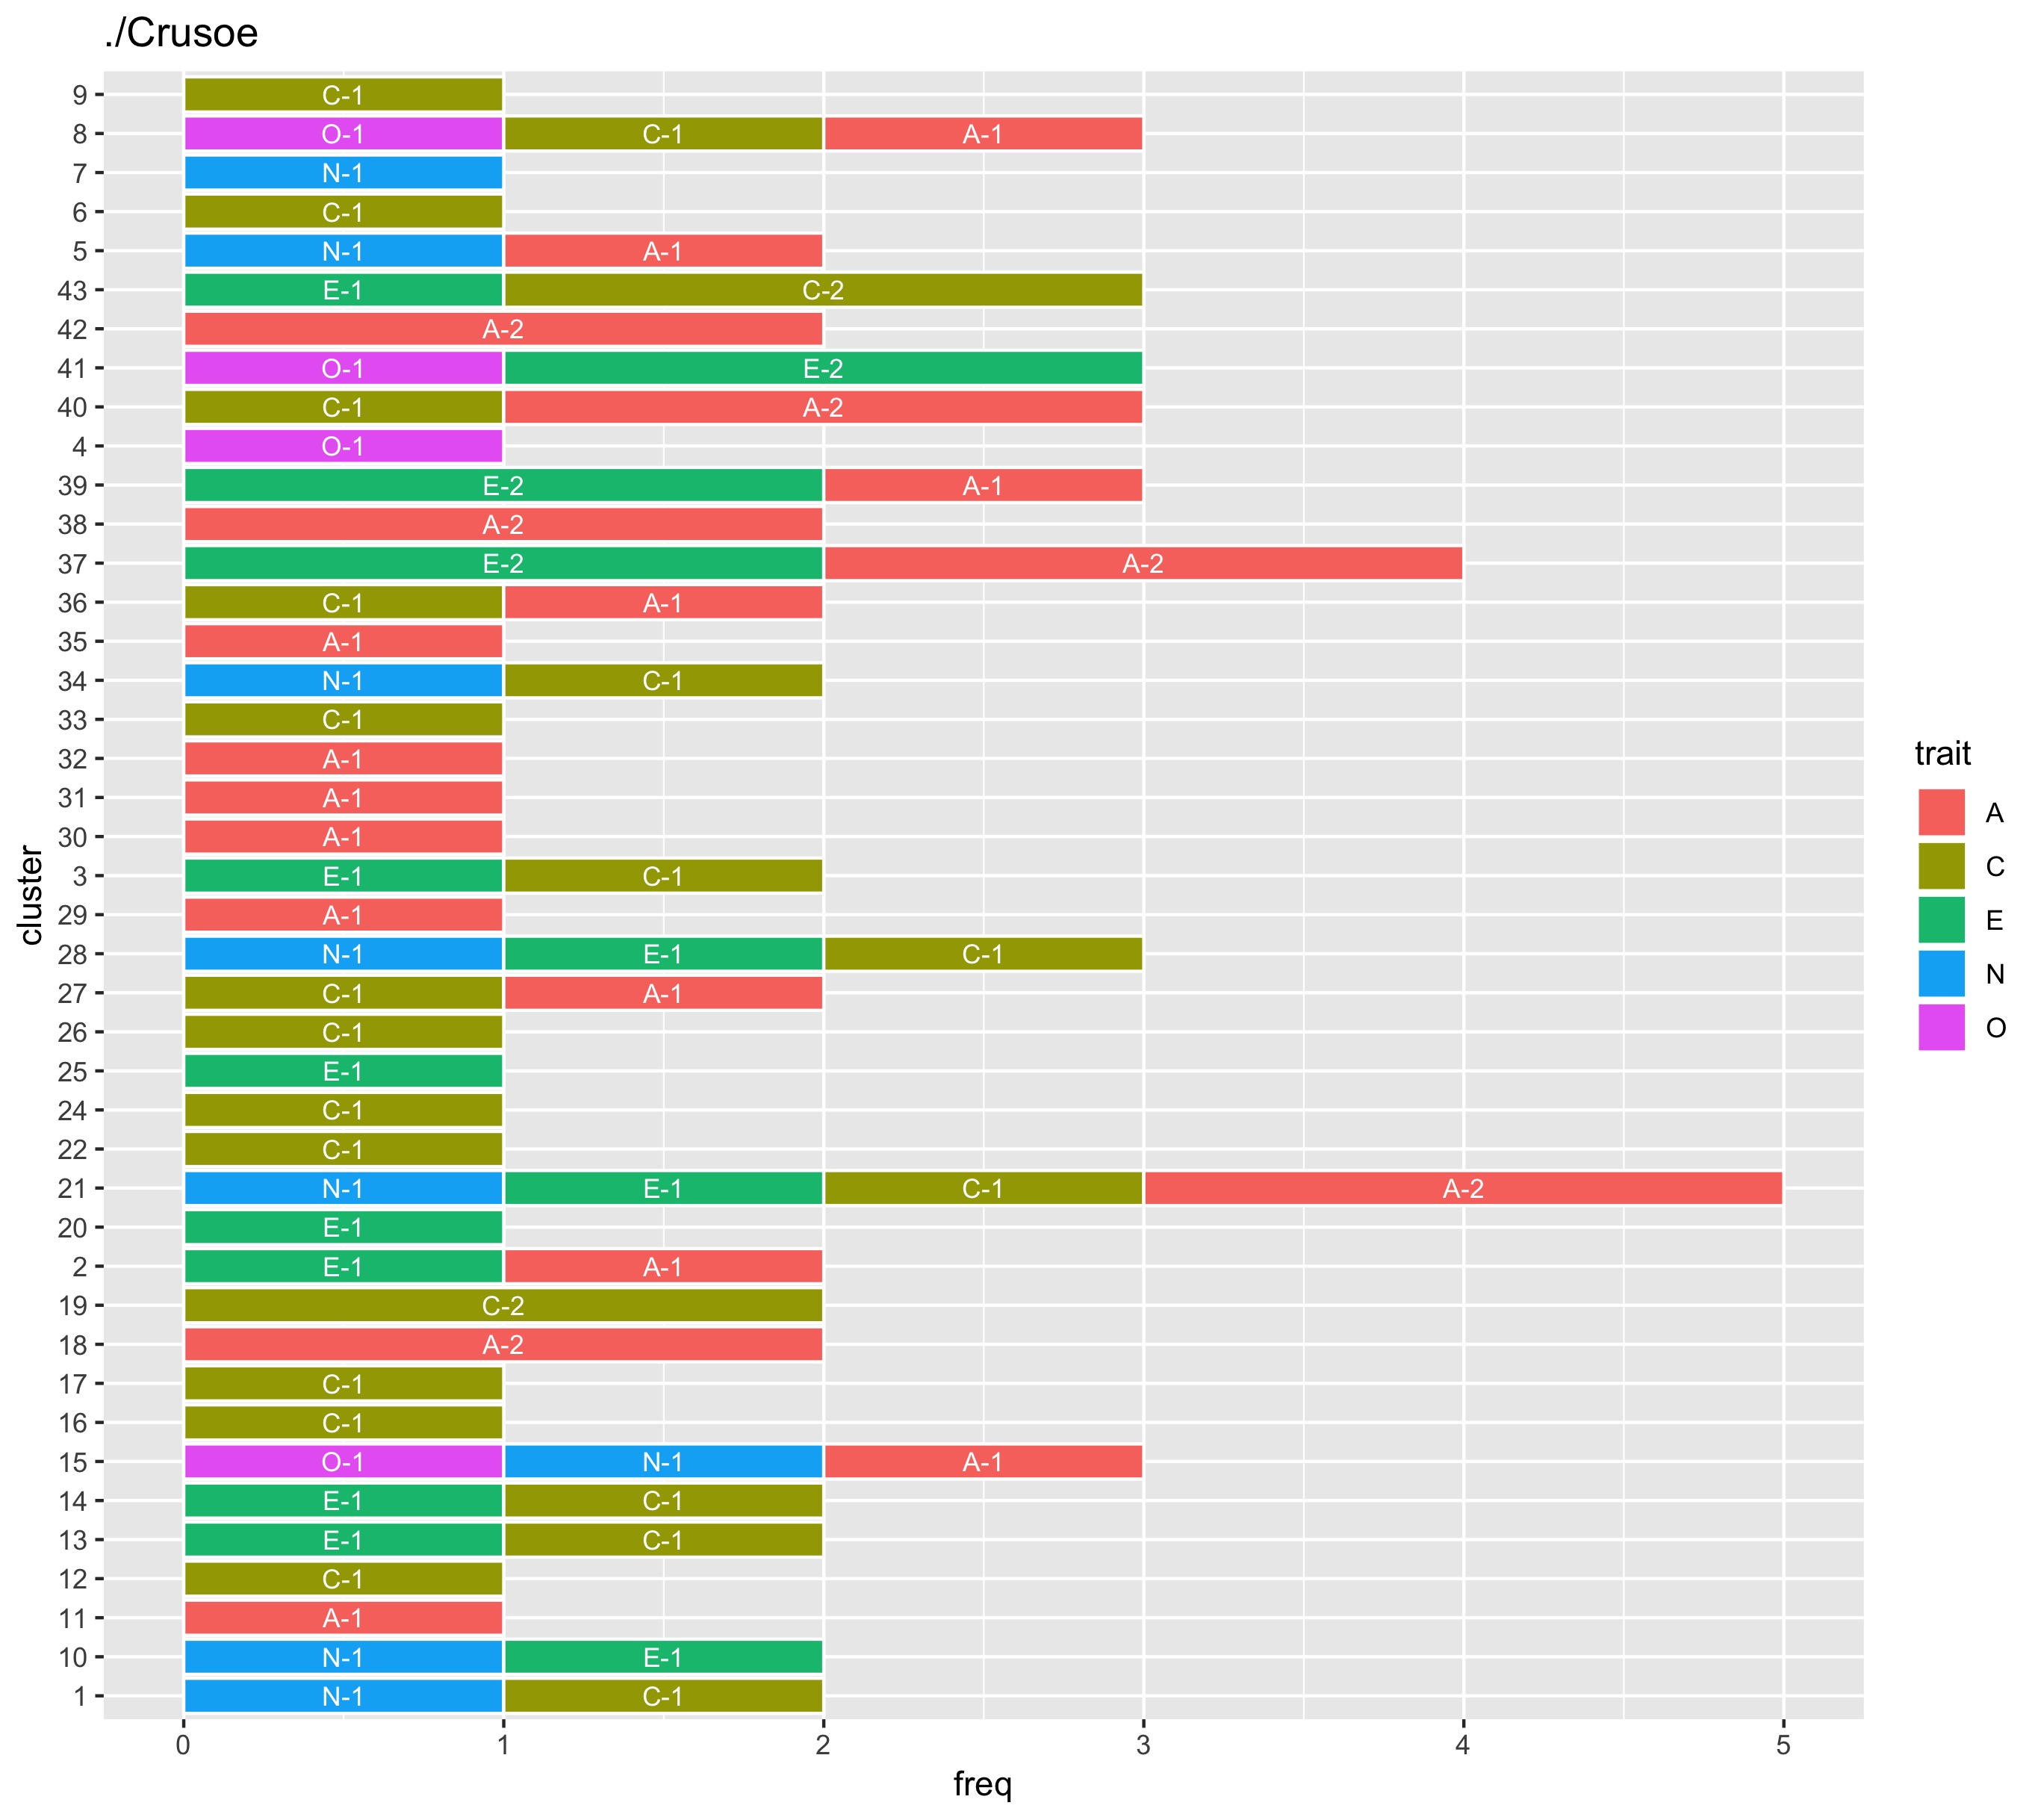 ./Crusoe
9 C-1
8 O-1 C-1 A-1
7 N-1
6 C-1
5 N-1 A-1
43 E-1 C-2
42 A-2
41 O-1 E-2
40 C-1 A-2
4 O-1
39 E-2 A-1
38 A-2
37 E-2 A-2
36 C-1 A-1
35 A-1
34 N-1 C-1
33 C-1
32 A-1
31 A-1
30 A-1
3 E-1 C-1
29 A-1
28 N-1 E-1 C-1
27 C-1 A-1
26 C-1
25 E-1
24 C-1
22 C-1
21 N-1 E-1 C-1 A-2
20 E-1
2 E-1 A-1
19 C-2
18 A-2
17 C-1
16 C-1
15 O-1 N-1 A-1
14 E-1 C-1
13 E-1 C-1
12 C-1
11 A-1
10 N-1 E-1
1 N-1 C-1
0 1 2 3 4 5
freq
cluster
trait
A
C
E
N
O